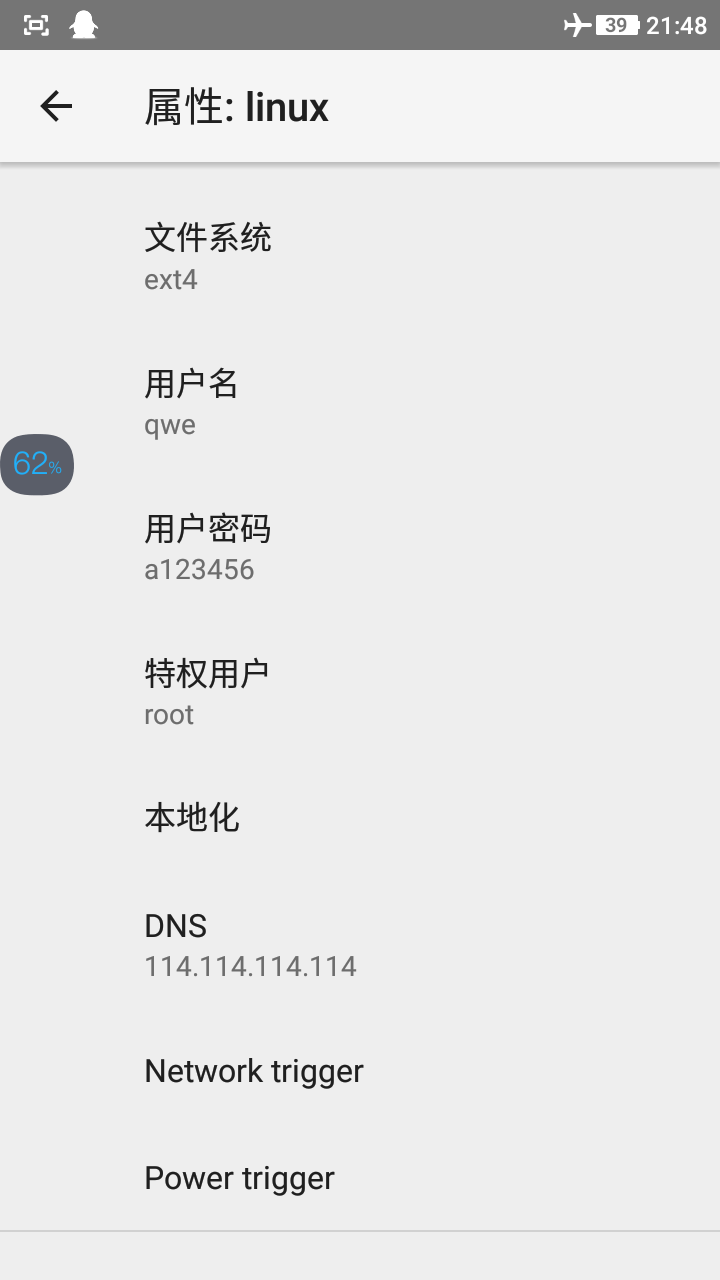 39 21:48
属性: linux
文件系统
ext4
用户名
qwe
62%
用户密码
a123456
特权用户
root
本地化
DNS
114.114.114.114
Network trigger
Power trigger